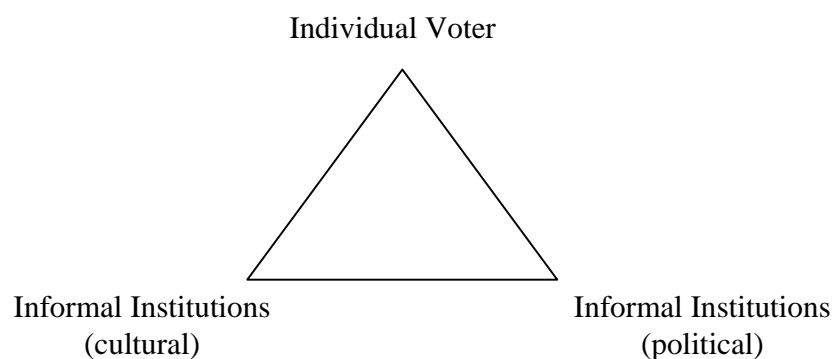 Individual Voter
Informal Institutions
(cultural)
Informal Institutions
(political)